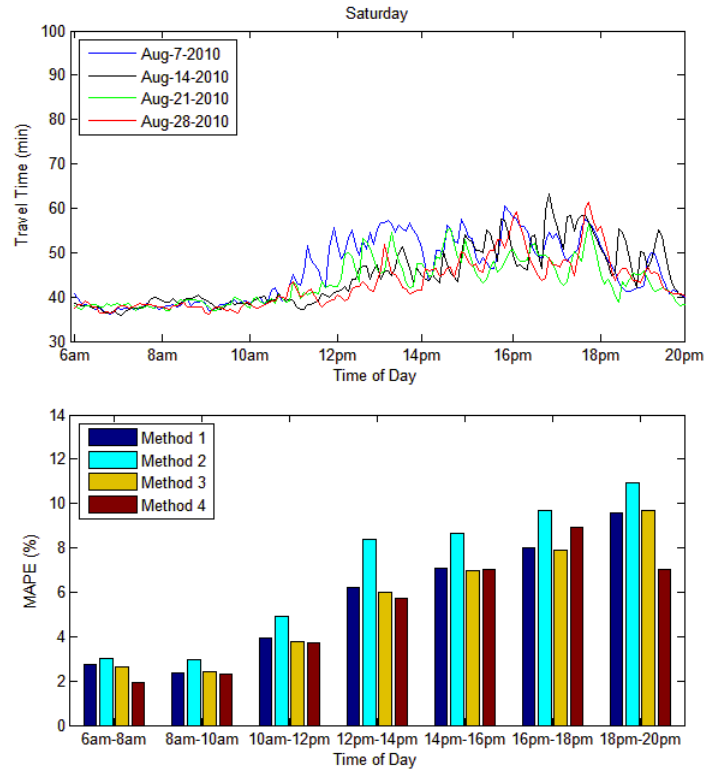 Saturday
100
90
80
70
60
50
40
30
Travel Time (min)
Aug-7-2010
Aug-14-2010
Aug-21-2010
Aug-28-2010
6am 8am 10am 12pm 14pm 16pm 18pm 20pm
Time of Day
14
12
10
8
6
4
2
0
MAPE (%)
Method 1
Method 2
Method 3
Method 4
6am-8am 8am-10am 10am-12pm 12pm-14pm 14pm-16pm 16pm-18pm 18pm-20pm
Time of Day